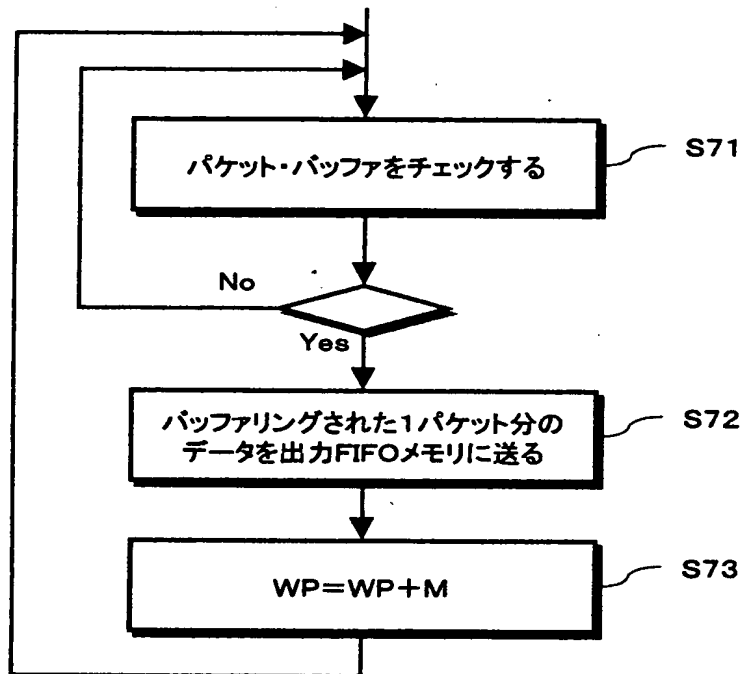 パケット・バッファをチェックする
S71
No
Yes
バッファリングされた1パケット分の
データを出力FIFOメモリに送る
S72
WP=WP+M
S73